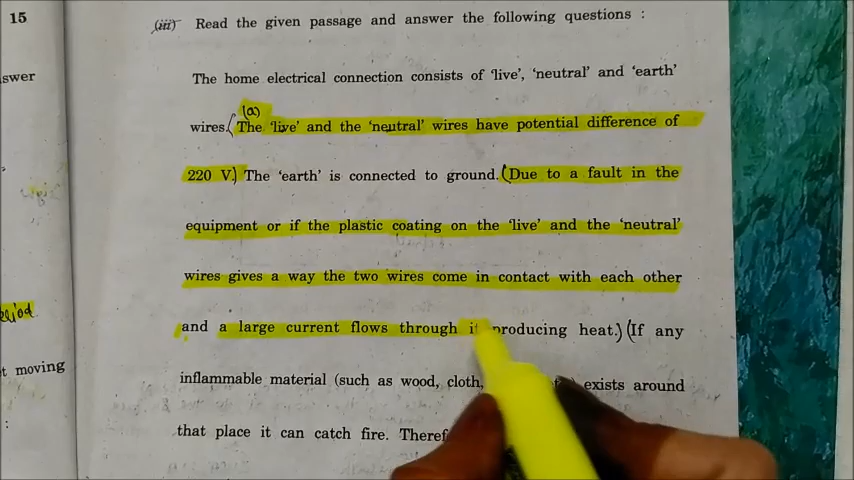 15
(iii) Read the given passage and answer the following questions :
swer
The home electrical connection consists of 'live', 'neutral' and 'earth'
(a)
wires. (The 'live' and the 'neutral' wires have potential difference of
220 V) The 'earth' is connected to ground. (Due to a fault in the
equipment or if the plastic coating on the 'live' and the 'neutral'
wires gives a way the two wires come in contact with each other
and a large current flows through it producing heat.) (If any
t moving
inflammable material (such as wood, cloth, exists around
that place it can catch fire.